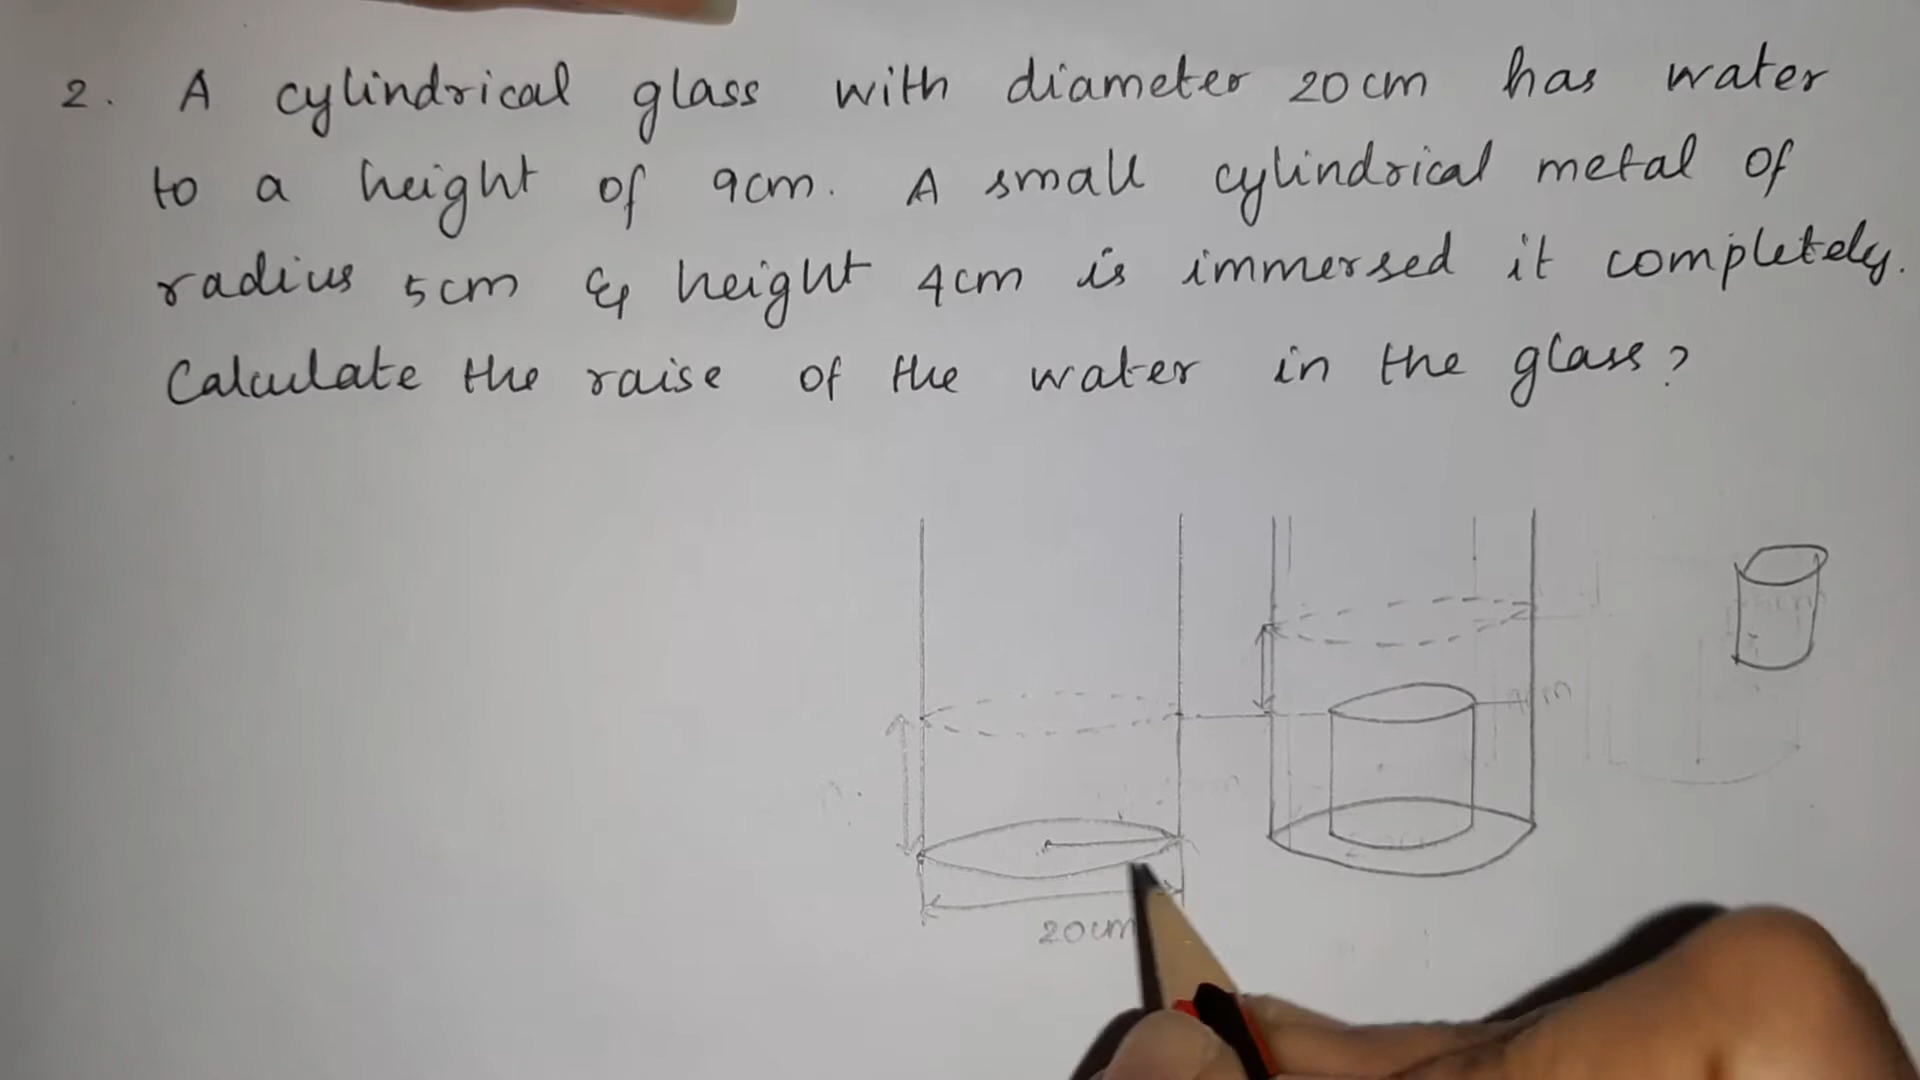 2. A cylindrical glass with diameter 20cm has water
to a height of 9cm. A small cylindrical metal of
radius 5cm & height 4cm is immersed it completely.
Calculate the raise of the water in the glass?
4cm
20cm